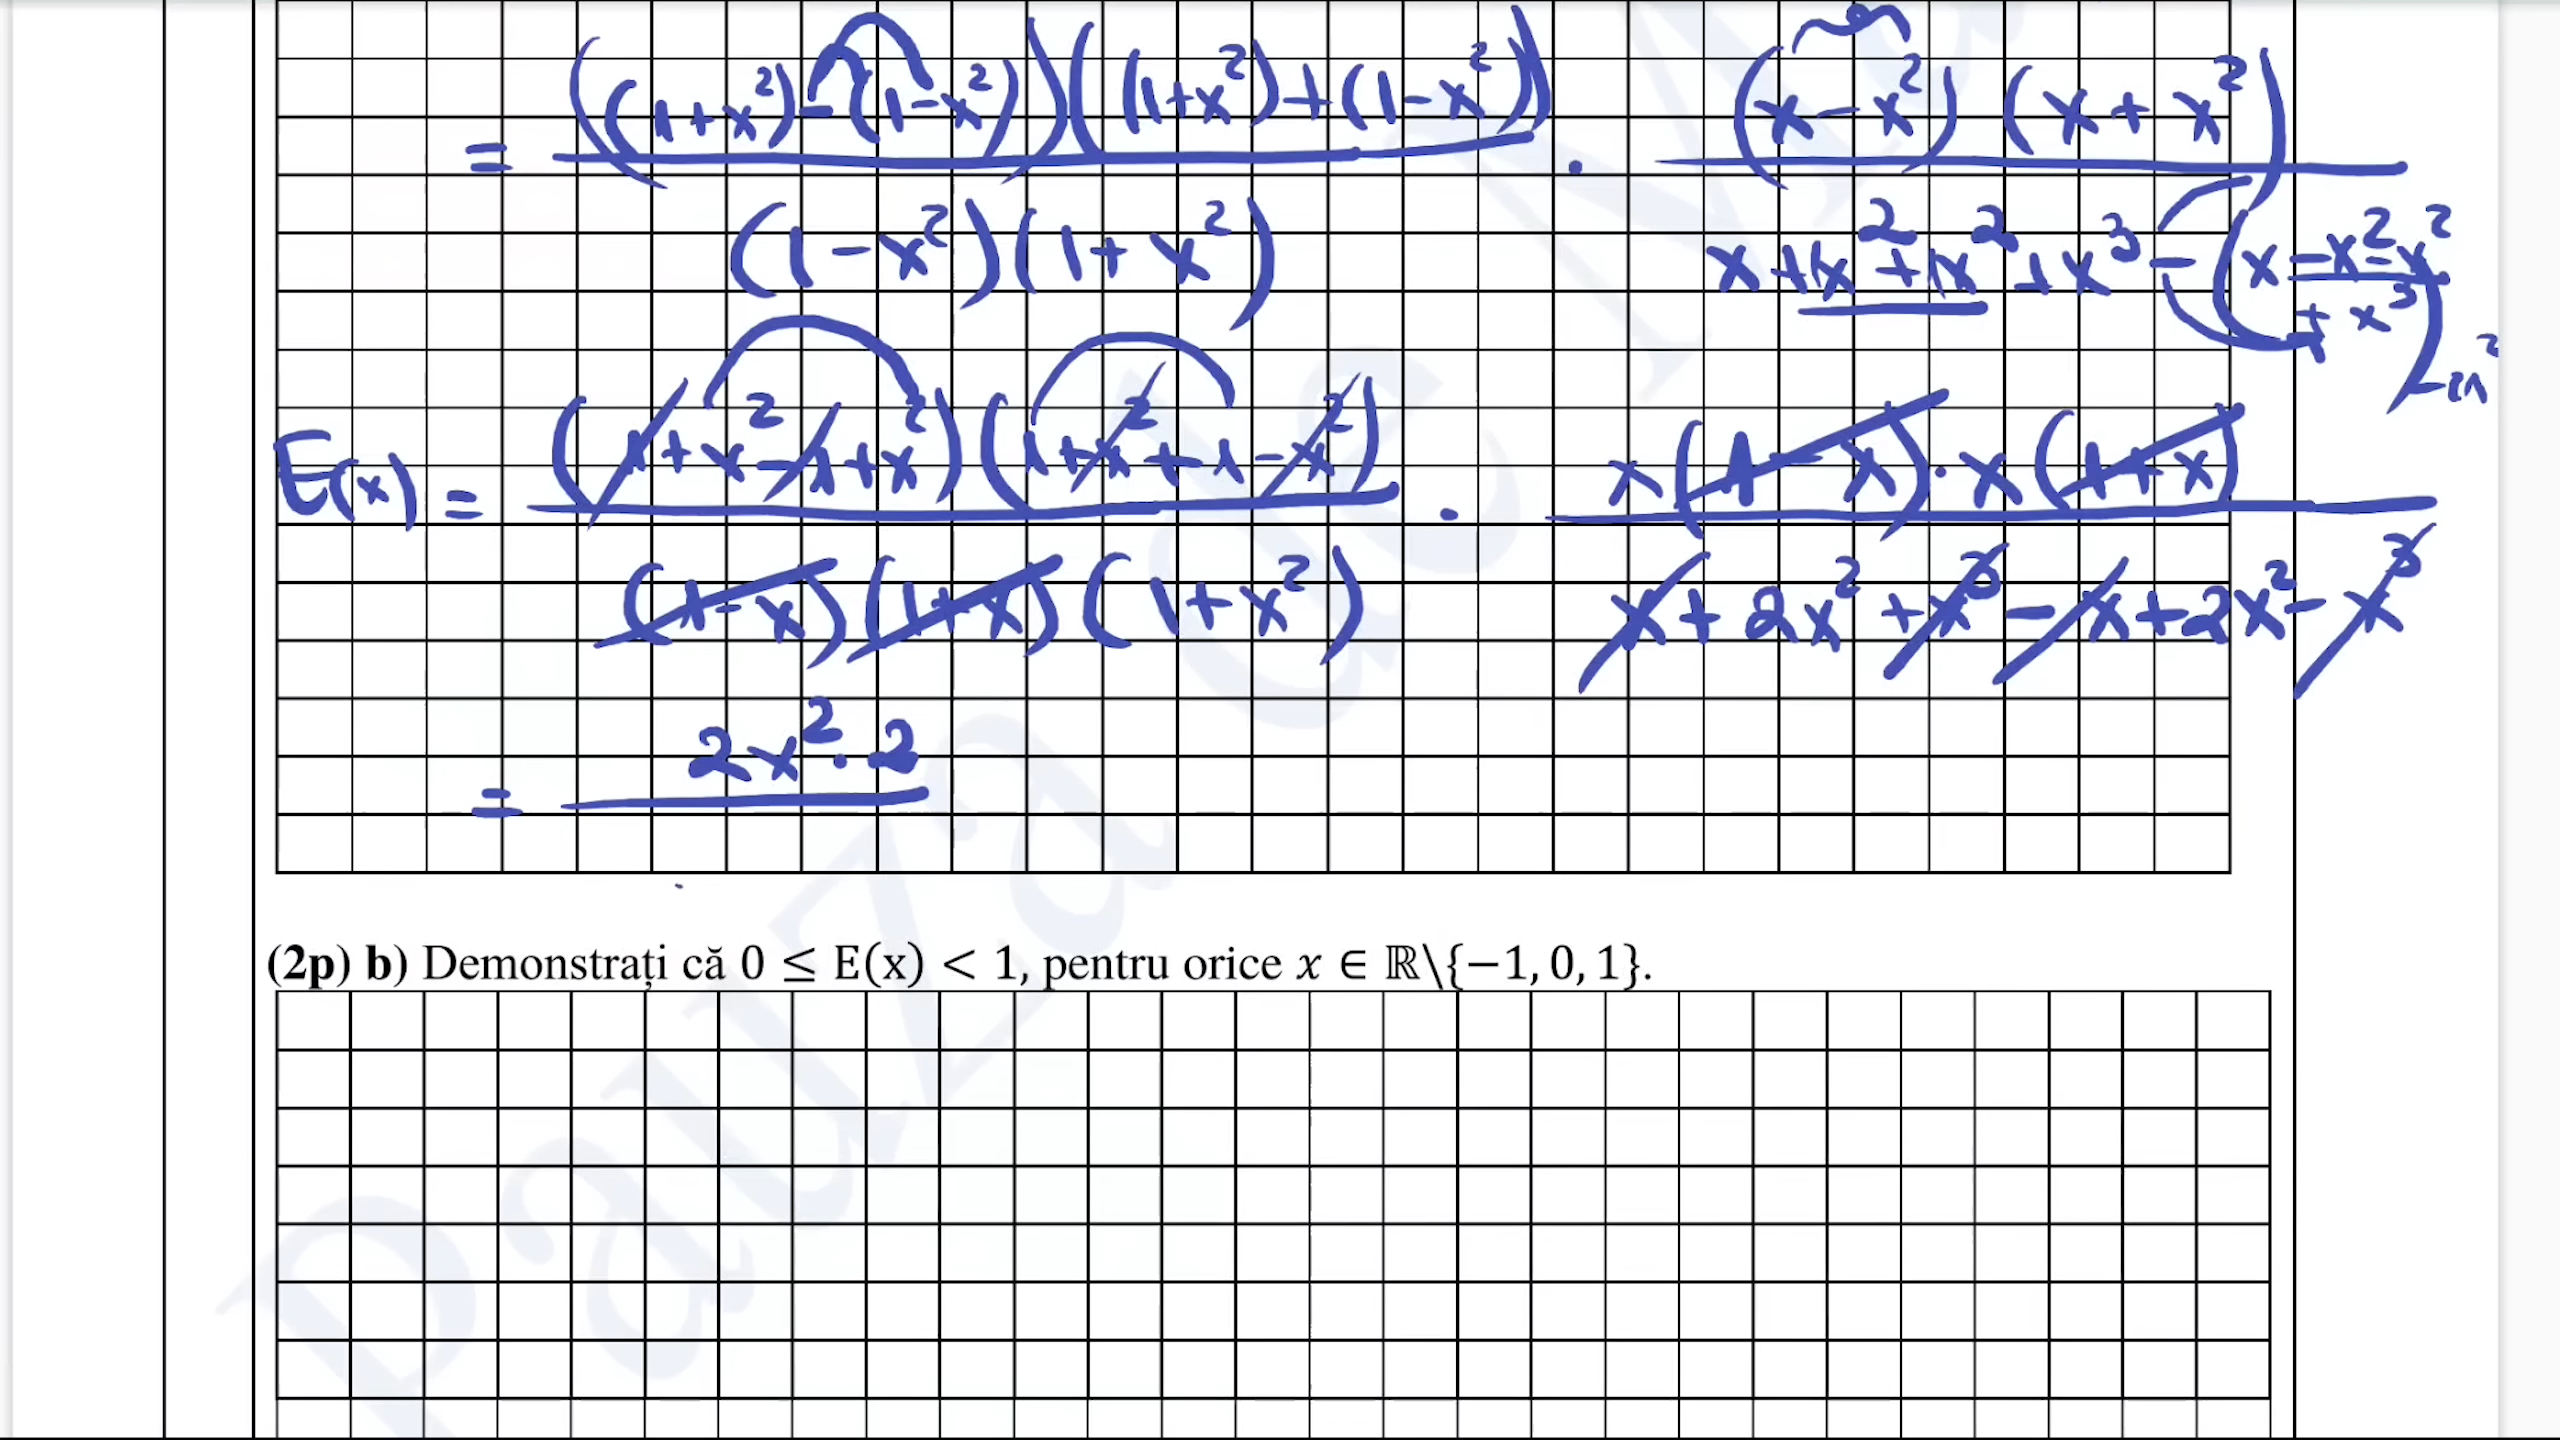 = ((1+x²)-(1-x²))((1+x²)+(1-x²)) / (1-x²)(1+x²) · (x-x²)(x+x²) / x+1x²+1x²+x³-(x-x²-x²+x³)
E(x) = (1+x²-1+x²)(1+x²+1-x²) / (1-x)(1+x)(1+x²) · x(1-x)·x(1+x) / x+2x²+x³-x+2x²-x³
= 2x²·2
(2p) b) Demonstrați că 0 ≤ E(x) < 1, pentru orice x ∈ ℝ\{−1, 0, 1}.